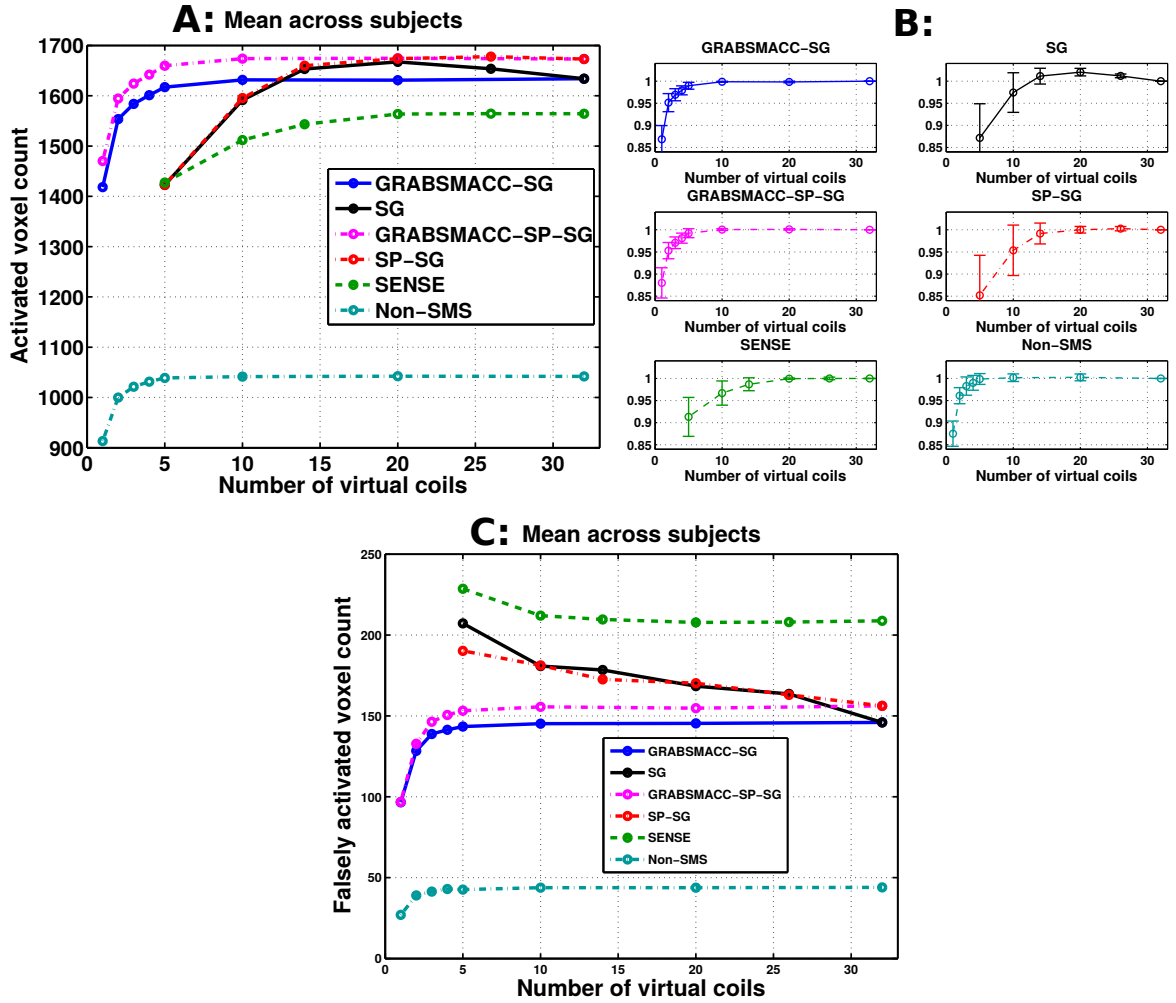 A: Mean across subjects
1700
1600
1500
1400
1300
1200
1100
1000
900
0 5 10 15 20 25 30
Activated voxel count
Number of virtual coils
GRABSMACC-SG
SG
GRABSMACC-SP-SG
SP-SG
SENSE
Non-SMS
B:
GRABSMACC-SG
1
0.95
0.9
0.85
0 10 20 30
Number of virtual coils
SG
1
0.95
0.9
0.85
0 10 20 30
Number of virtual coils
GRABSMACC-SP-SG
1
0.95
0.9
0.85
0 10 20 30
Number of virtual coils
SP-SG
1
0.95
0.9
0.85
0 10 20 30
Number of virtual coils
SENSE
1
0.95
0.9
0.85
0 10 20 30
Number of virtual coils
Non-SMS
1
0.95
0.9
0.85
0 10 20 30
Number of virtual coils
C: Mean across subjects
250
200
150
100
50
0
0 5 10 15 20 25 30
Falsely activated voxel count
Number of virtual coils
GRABSMACC-SG
SG
GRABSMACC-SP-SG
SP-SG
SENSE
Non-SMS